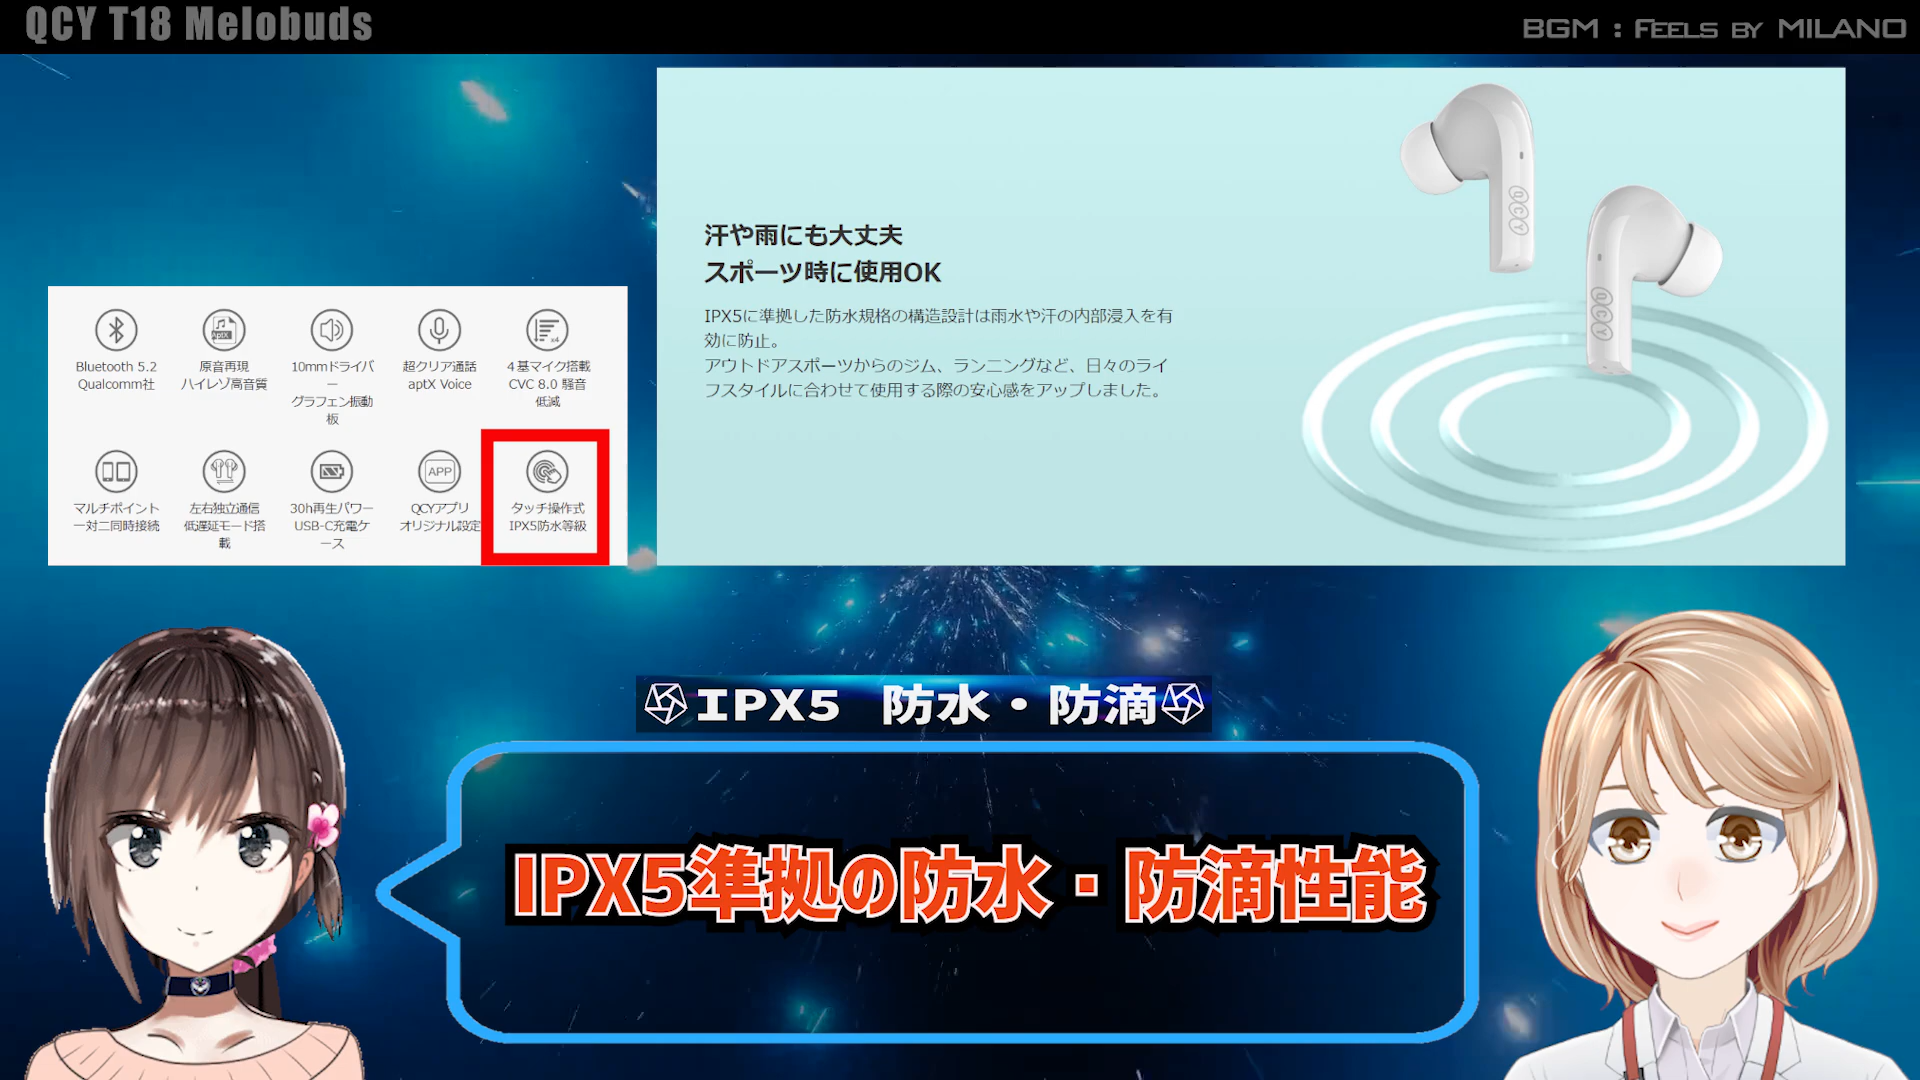 QCY T18 Melobuds
BGM : FEELS BY MILANO
汗や雨にも大丈夫
スポーツ時に使用OK
IPX5に準拠した防水規格の構造設計は雨水や汗の内部浸入を有
効に防止。
アウトドアスポーツからのジム、ランニングなど、日々のライ
フスタイルに合わせて使用する際の安心感をアップしました。
QCY
QCY
AptX
x4
Bluetooth 5.2
Qualcomm社
原音再現
ハイレゾ高音質
10mmドライバ
ー
グラフェン振動
板
超クリア通話
aptX Voice
4基マイク搭載
CVC 8.0 騒音
低減
APP
マルチポイント
一対二同時接続
左右独立通信
低遅延モード搭
載
30h再生パワー
USB-C充電ケ
ース
QCYアプリ
オリジナル設定
タッチ操作式
IPX5防水等級
IPX5 防水・防滴
IPX5準拠の防水・防滴性能